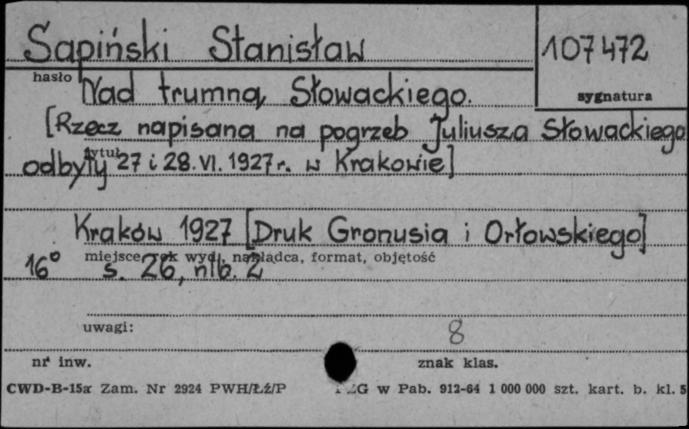 Sapiński Stanisław
107472
hasło
sygnatura
Nad trumną Słowackiego.
[Rzecz napisana na pogrzeb Juliusza Słowackiego
tytuł
odbyty 27 i 28.VI.1927r. w Krakowie]
Kraków 1927 [Druk Gronusia i Orłowskiego]
miejsce rok wyd., nakładca, format, objętość
16° s. 26, nlb. 2
uwagi:
8
nr inw.
znak klas.
CWD-B-15a Zam. Nr 2924 PWH/Łź/P
G w Pab. 912-64 1 000 000 szt. kart. b. kl. 5